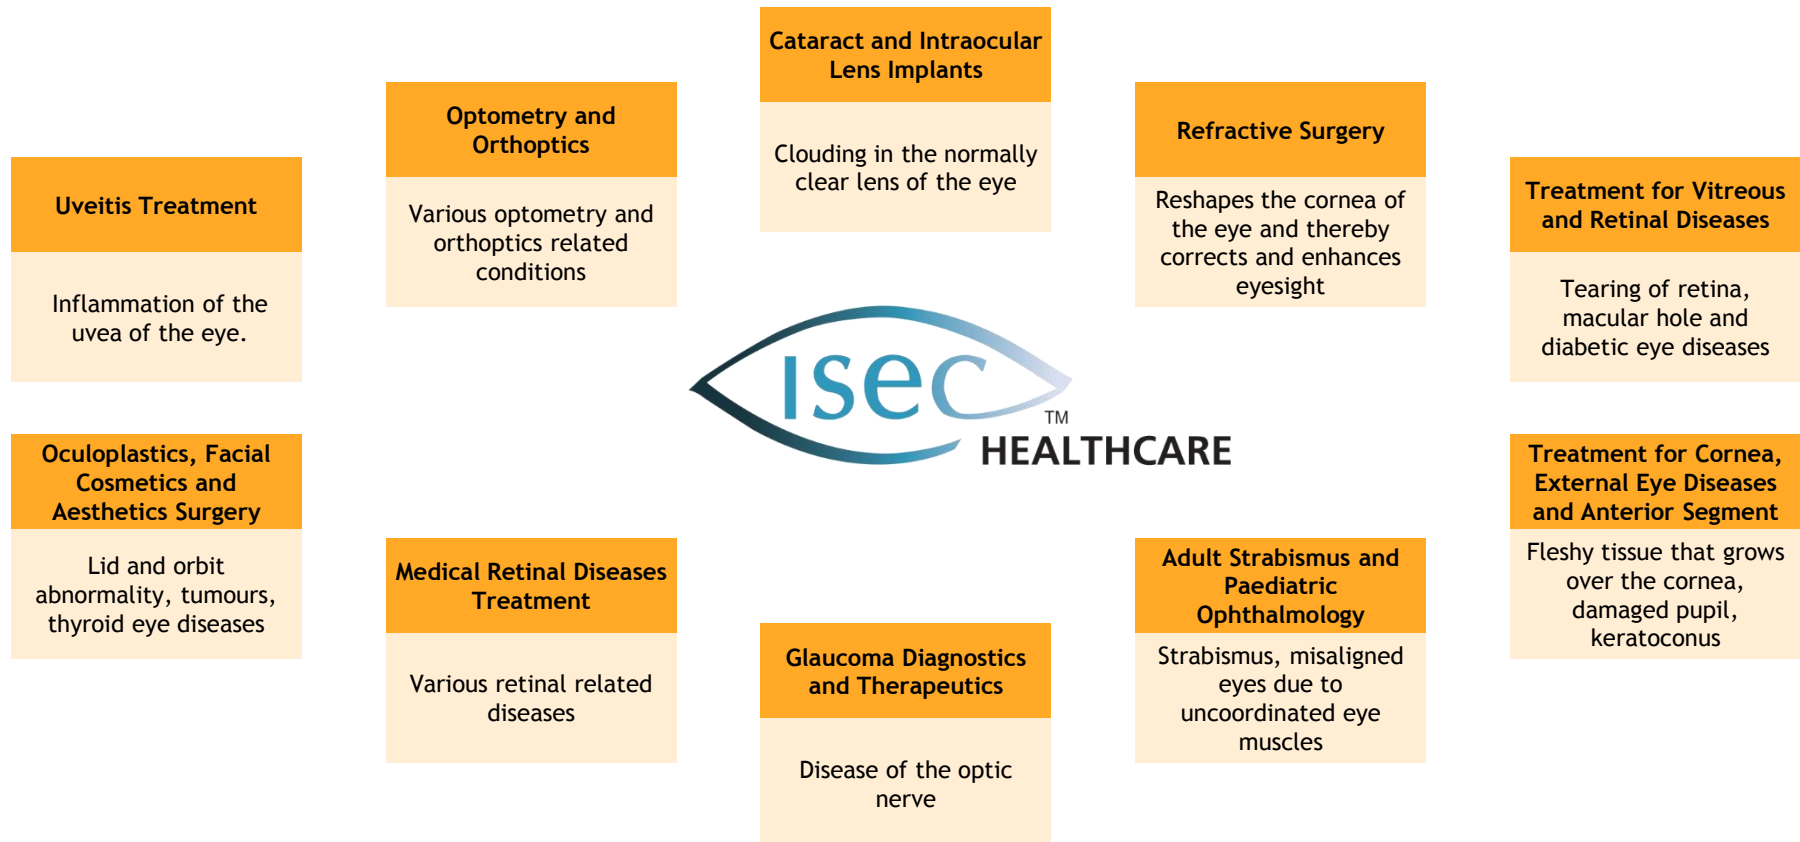 Cataract and Intraocular
Lens Implants
Clouding in the normally
clear lens of the eye
Optometry and
Orthoptics
Various optometry and
orthoptics related
conditions
Refractive Surgery
Reshapes the cornea of
the eye and thereby
corrects and enhances
eyesight
Uveitis Treatment
Inflammation of the
uvea of the eye.
Treatment for Vitreous
and Retinal Diseases
Tearing of retina,
macular hole and
diabetic eye diseases
ISEC
TM
HEALTHCARE
Oculoplastics, Facial
Cosmetics and
Aesthetics Surgery
Lid and orbit
abnormality, tumours,
thyroid eye diseases
Treatment for Cornea,
External Eye Diseases
and Anterior Segment
Fleshy tissue that grows
over the cornea,
damaged pupil,
keratoconus
Medical Retinal Diseases
Treatment
Various retinal related
diseases
Adult Strabismus and
Paediatric
Ophthalmology
Strabismus, misaligned
eyes due to
uncoordinated eye
muscles
Glaucoma Diagnostics
and Therapeutics
Disease of the optic
nerve